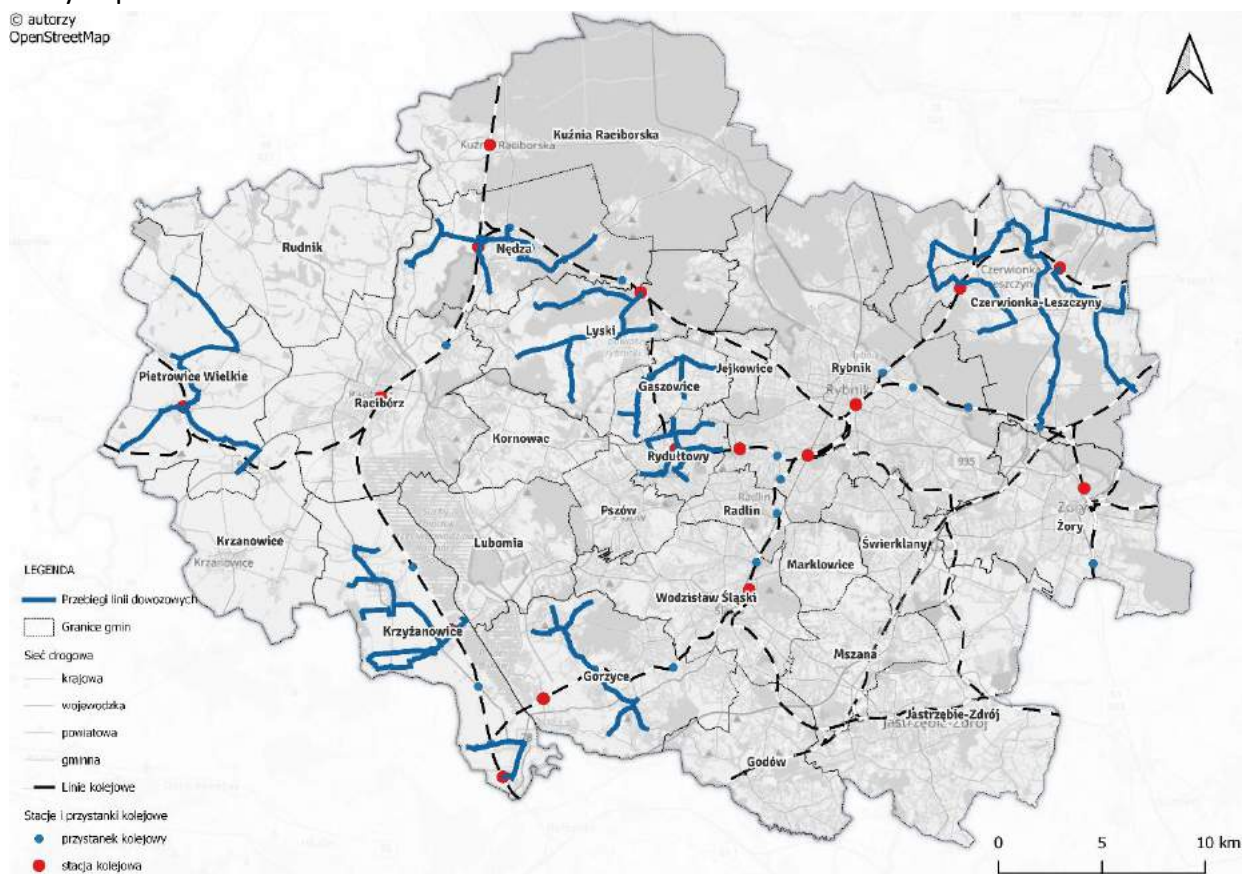 © autorzy
OpenStreetMap
Kuźnia Raciborska
Rudnik
Nędza
Czerwionka-Leszczyny
Lyski
Pietrowice Wielkie
Racibórz
Gaszowice
Jejkowice
Rybnik
Rybnik
Kornowac
Rydułtowy
935
Pszów
Radlin
Radlin
Żory
Żory
Krzanowice
Krzanowice
Lubomia
Świerklany
Marklowice
Wodzisław Śląski
Krzyżanowice
Mszana
Gorzyce
Jastrzębie-Zdrój
Jastrzębie-Zdrój
Godów
LEGENDA
Przebiegi linii dowozowych
Granice gmin
Sieć drogowa
krajowa
wojewódzka
powiatowa
gminna
Linie kolejowe
Stacje i przystanki kolejowe
przystanek kolejowy
stacja kolejowa
0 5 10 km